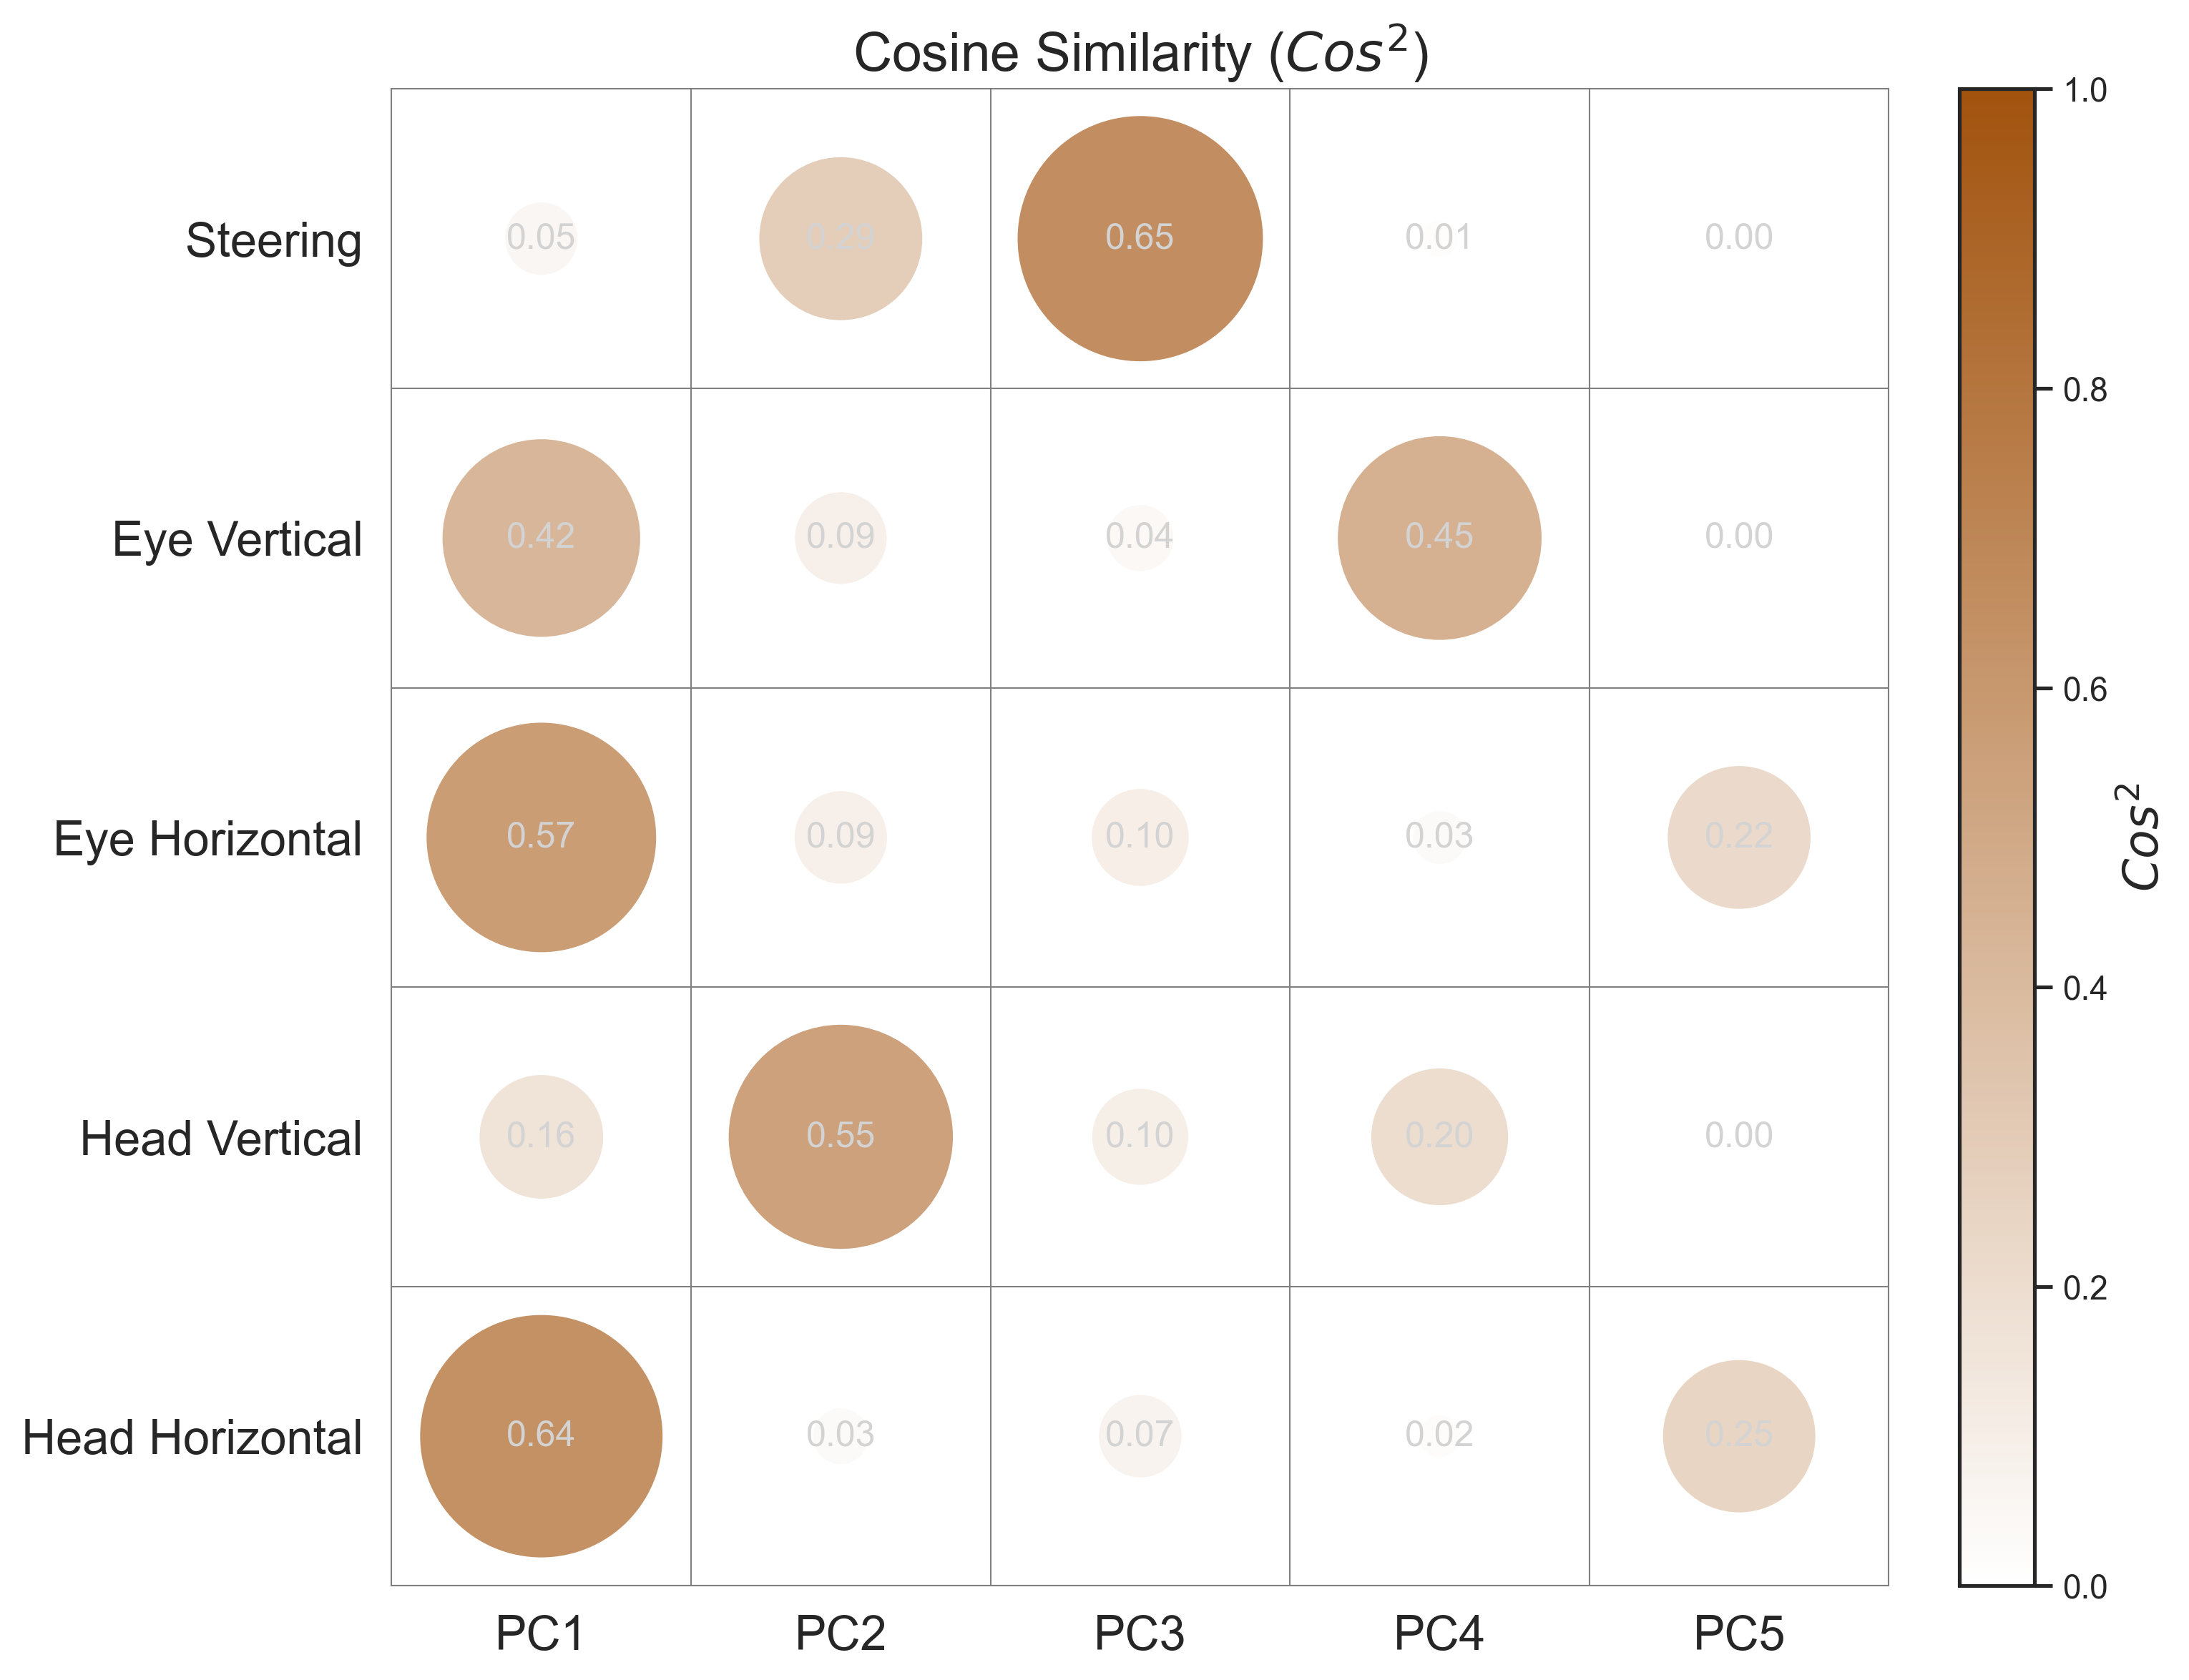 Cosine Similarity (Cos²)
Steering
0.05 0.29 0.65 0.01 0.00
Eye Vertical
0.42 0.09 0.04 0.45 0.00
Eye Horizontal
0.57 0.09 0.10 0.03 0.22
Head Vertical
0.16 0.55 0.10 0.20 0.00
Head Horizontal
0.64 0.03 0.07 0.02 0.25
PC1 PC2 PC3 PC4 PC5
1.0
0.8
0.6
0.4
0.2
0.0
Cos²